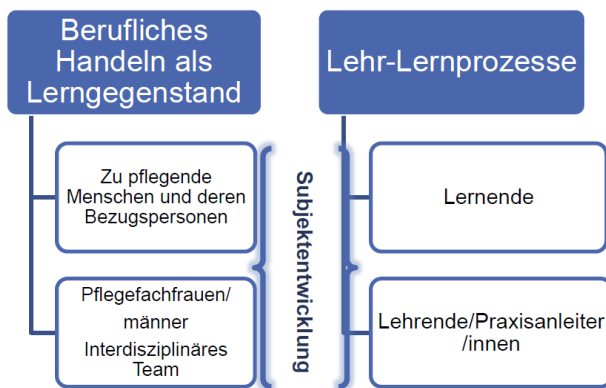 Berufliches
Handeln als
Lerngegenstand
Zu pflegende
Menschen und deren
Bezugspersonen
Pflegefachfrauen/
männer
Interdisziplinäres
Team
Subjektentwicklung
Lehr-Lernprozesse
Lernende
Lehrende/Praxisanleiter
/innen